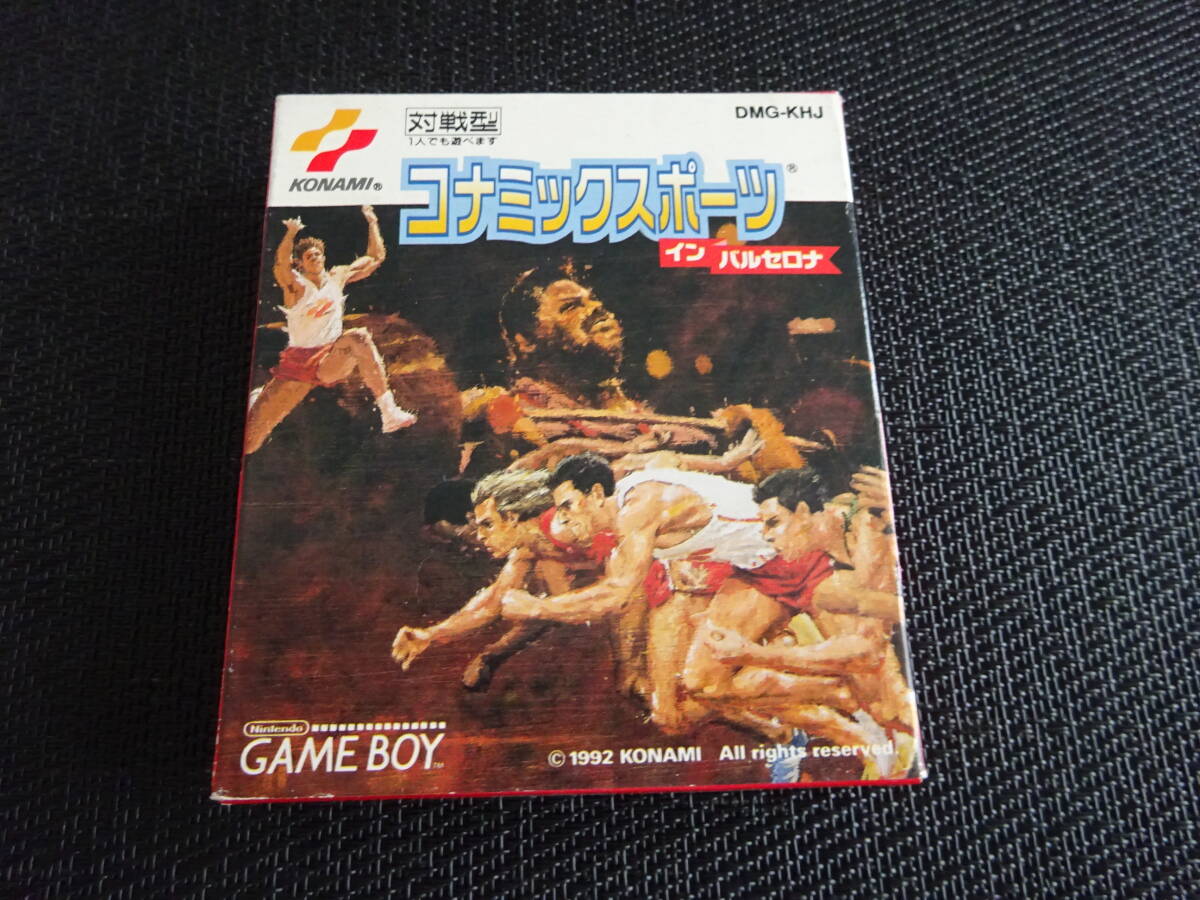 対戦型
1人でも遊べます
DMG-KHJ
KONAMI®
コナミックスポーツ®
イン バルセロナ
Nintendo
GAME BOY™
© 1992 KONAMI All rights reserved.